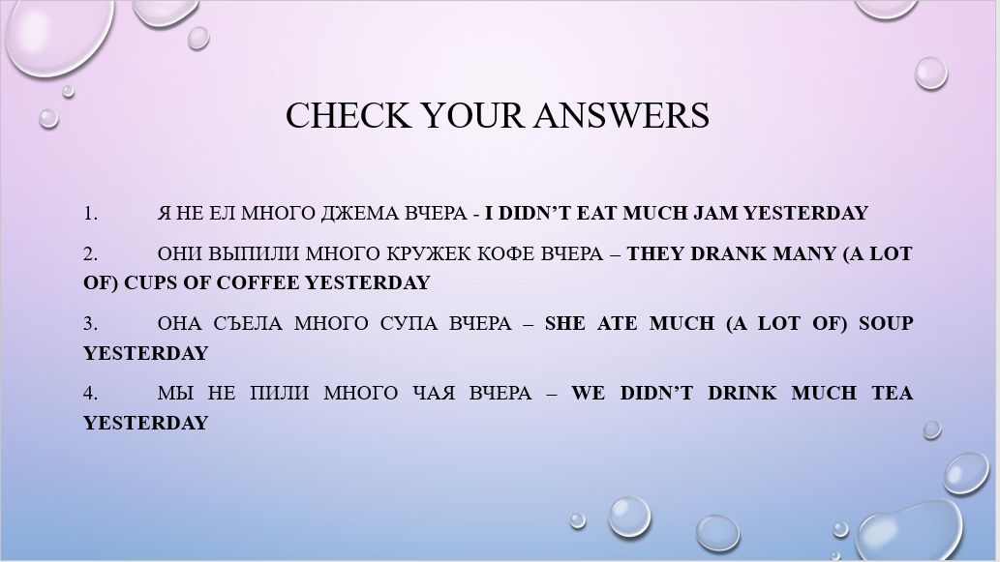 CHECK YOUR ANSWERS
1. Я НЕ ЕЛ МНОГО ДЖЕМА ВЧЕРА - I DIDN’T EAT MUCH JAM YESTERDAY
2. ОНИ ВЫПИЛИ МНОГО КРУЖЕК КОФЕ ВЧЕРА – THEY DRANK MANY (A LOT
OF) CUPS OF COFFEE YESTERDAY
3. ОНА СЪЕЛА МНОГО СУПА ВЧЕРА – SHE ATE MUCH (A LOT OF) SOUP
YESTERDAY
4. МЫ НЕ ПИЛИ МНОГО ЧАЯ ВЧЕРА – WE DIDN’T DRINK MUCH TEA
YESTERDAY